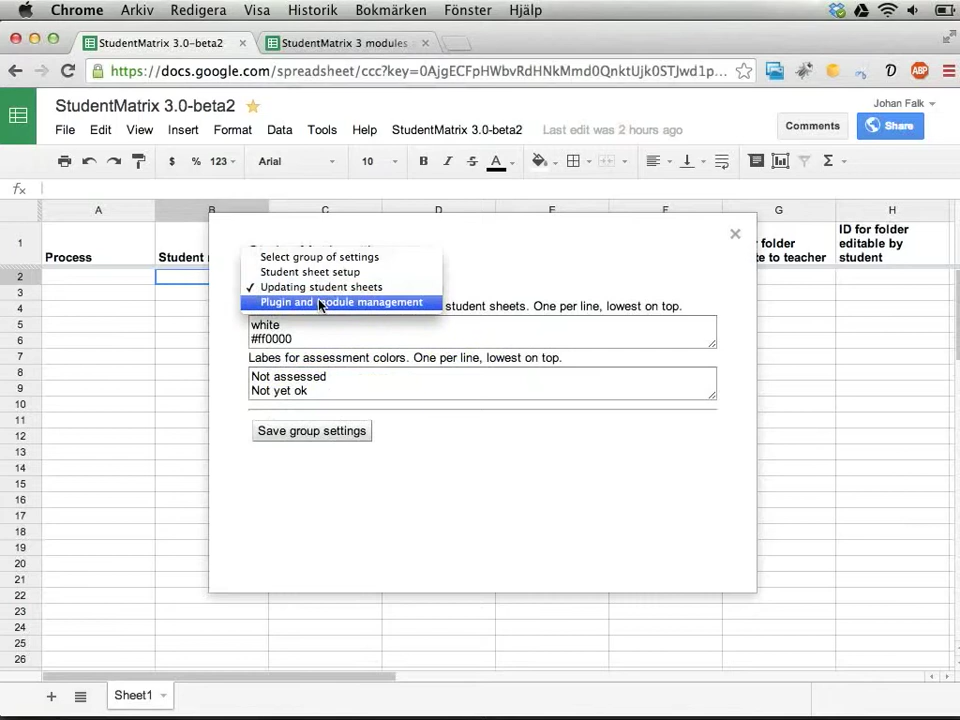 Chrome Arkiv Redigera Visa Historik Bokmärken Fönster Hjälp
StudentMatrix 3.0-beta2 × StudentMatrix 3 modules ×
https://docs.google.com/spreadsheet/ccc?key=0AjgECFpHWbvRdHNkMmd0QnktUjk0STJwd1p...
ABP
StudentMatrix 3.0-beta2
Johan Falk
File Edit View Insert Format Data Tools Help StudentMatrix 3.0-beta2 Last edit was 2 hours ago
Comments
Share
$ % 123 Arial 10 B I S A Σ
fx
A B C D E F G H
1
Process
Student
folder
to teacher
ID for folder
editable by
student
Select group of settings
Student sheet setup
✓ Updating student sheets
Plugin and module management
student sheets. One per line, lowest on top.
white
#ff0000
Labes for assessment colors. One per line, lowest on top.
Not assessed
Not yet ok
Save group settings
2
3
4
5
6
7
8
9
10
11
12
13
14
15
16
17
18
19
20
21
22
23
24
25
26
Sheet1